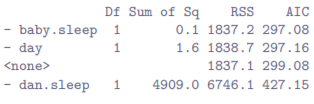 Df Sum of Sq RSS AIC
- baby.sleep 1 0.1 1837.2 297.08
- day 1 1.6 1838.7 297.16
<none> 1837.1 299.08
- dan.sleep 1 4909.0 6746.1 427.15